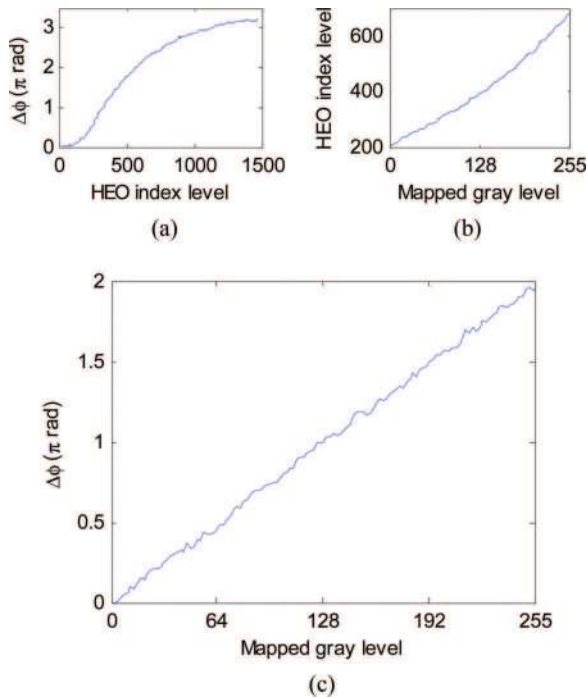 3
2
1
0
Δϕ (π rad)
0 500 1000 1500
HEO index level
(a)
600
400
200
HEO index level
0 128 255
Mapped gray level
(b)
2
1.5
1
0.5
0
Δϕ (π rad)
0 64 128 192 255
Mapped gray level
(c)